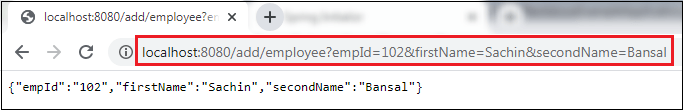 localhost:8080/add/employee?em
localhost:8080/add/employee?empId=102&firstName=Sachin&secondName=Bansal
{"empId":"102","firstName":"Sachin","secondName":"Bansal"}